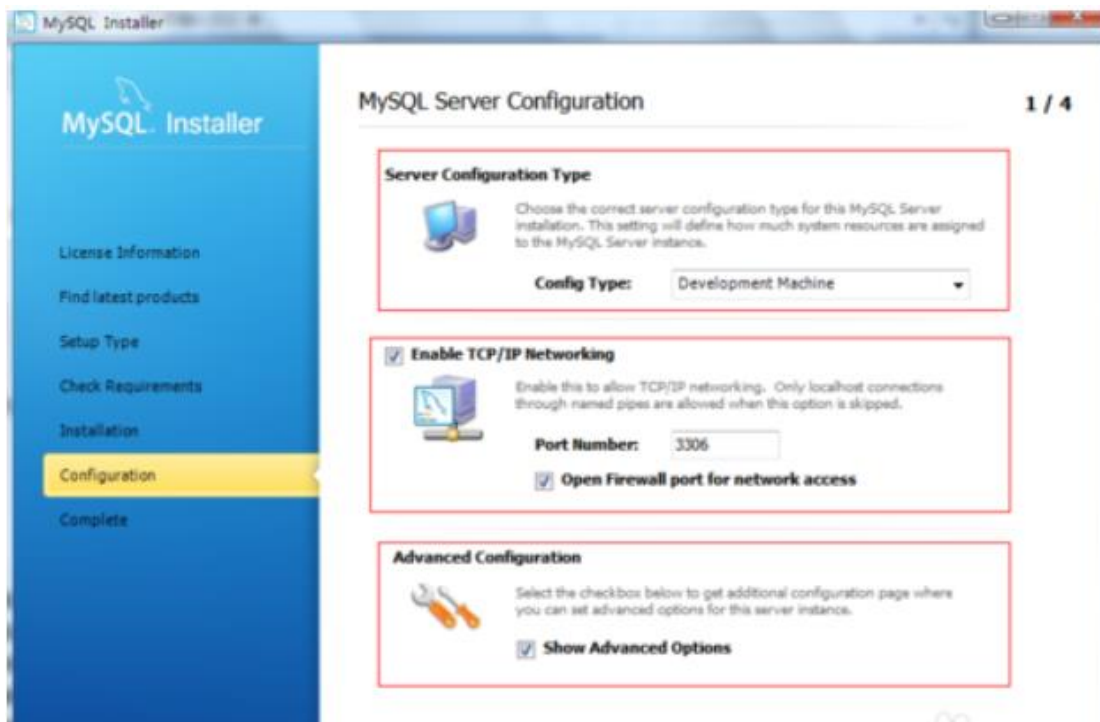 MySQL Installer
MySQL Installer
MySQL Server Configuration
1 / 4
License Information
Find latest products
Setup Type
Check Requirements
Installation
Configuration
Complete
Server Configuration Type
Choose the correct server configuration type for this MySQL Server
installation. This setting will define how much system resources are assigned
to the MySQL Server instance.
Config Type:
Development Machine
Enable TCP/IP Networking
Enable this to allow TCP/IP networking. Only localhost connections
through named pipes are allowed when this option is skipped.
Port Number:
3306
Open Firewall port for network access
Advanced Configuration
Select the checkbox below to get additional configuration page where
you can set advanced options for this server instance.
Show Advanced Options